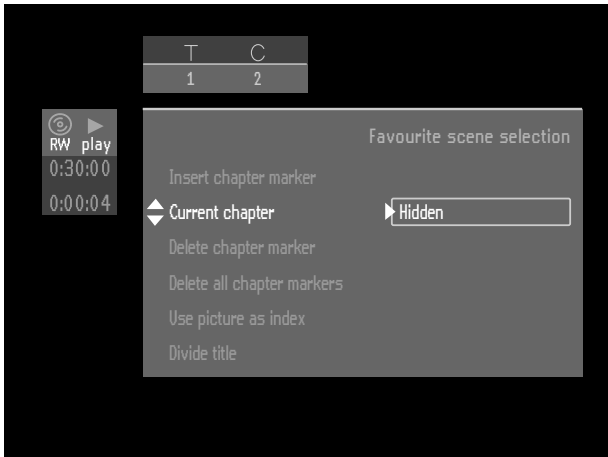 T C
1 2
RW play
0:30:00
0:00:04
Favourite scene selection
Insert chapter marker
Current chapter Hidden
Delete chapter marker
Delete all chapter markers
Use picture as index
Divide title